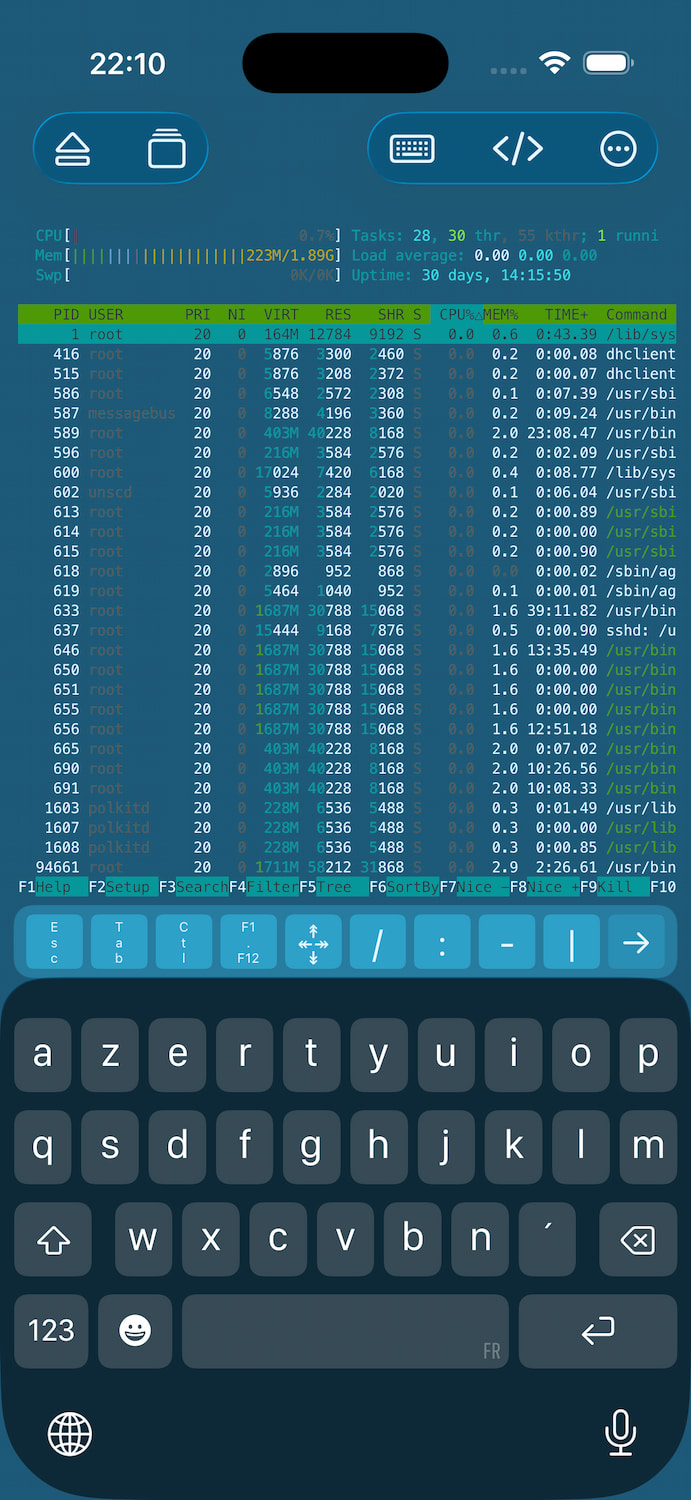 22:10
CPU[| 0.7%] Tasks: 28, 30 thr, 55 kthr; 1 runni
Mem[||||||||||||||||||||223M/1.89G] Load average: 0.00 0.00 0.00
Swp[ 0K/0K] Uptime: 30 days, 14:15:50
PID USER PRI NI VIRT RES SHR S CPU%△MEM% TIME+ Command
1 root 20 0 164M 12784 9192 S 0.0 0.6 0:43.39 /lib/sys
416 root 20 0 5876 3300 2460 S 0.0 0.2 0:00.08 dhclient
515 root 20 0 5876 3208 2372 S 0.0 0.2 0:00.07 dhclient
586 root 20 0 6548 2572 2308 S 0.0 0.1 0:07.39 /usr/sbi
587 messagebus 20 0 8288 4196 3360 S 0.0 0.2 0:09.24 /usr/bin
589 root 20 0 403M 40228 8168 S 0.0 2.0 23:08.47 /usr/bin
596 root 20 0 216M 3584 2576 S 0.0 0.2 0:02.09 /usr/sbi
600 root 20 0 17024 7420 6168 S 0.0 0.4 0:08.77 /lib/sys
602 unscd 20 0 5936 2284 2020 S 0.0 0.1 0:06.04 /usr/sbi
613 root 20 0 216M 3584 2576 S 0.0 0.2 0:00.89 /usr/sbi
614 root 20 0 216M 3584 2576 S 0.0 0.2 0:00.00 /usr/sbi
615 root 20 0 216M 3584 2576 S 0.0 0.2 0:00.90 /usr/sbi
618 root 20 0 2896 952 868 S 0.0 0.0 0:00.02 /sbin/ag
619 root 20 0 5464 1040 952 S 0.0 0.1 0:00.01 /sbin/ag
633 root 20 0 1687M 30788 15068 S 0.0 1.6 39:11.82 /usr/bin
637 root 20 0 15444 9168 7876 S 0.0 0.5 0:00.90 sshd: /u
646 root 20 0 1687M 30788 15068 S 0.0 1.6 13:35.49 /usr/bin
650 root 20 0 1687M 30788 15068 S 0.0 1.6 0:00.00 /usr/bin
651 root 20 0 1687M 30788 15068 S 0.0 1.6 0:00.00 /usr/bin
655 root 20 0 1687M 30788 15068 S 0.0 1.6 0:00.00 /usr/bin
656 root 20 0 1687M 30788 15068 S 0.0 1.6 12:51.18 /usr/bin
665 root 20 0 403M 40228 8168 S 0.0 2.0 0:07.02 /usr/bin
690 root 20 0 403M 40228 8168 S 0.0 2.0 10:26.56 /usr/bin
691 root 20 0 403M 40228 8168 S 0.0 2.0 10:08.33 /usr/bin
1603 polkitd 20 0 228M 6536 5488 S 0.0 0.3 0:01.49 /usr/lib
1607 polkitd 20 0 228M 6536 5488 S 0.0 0.3 0:00.00 /usr/lib
1608 polkitd 20 0 228M 6536 5488 S 0.0 0.3 0:00.85 /usr/lib
94661 root 20 0 1711M 58212 31868 S 0.0 2.9 2:26.61 /usr/bin
F1Help F2Setup F3SearchF4FilterF5Tree F6SortByF7Nice -F8Nice +F9Kill F10
Esc Tab Ctl F1.F12 / : - | →
a z e r t y u i o p
q s d f g h j k l m
w x c v b n ´
123 FR